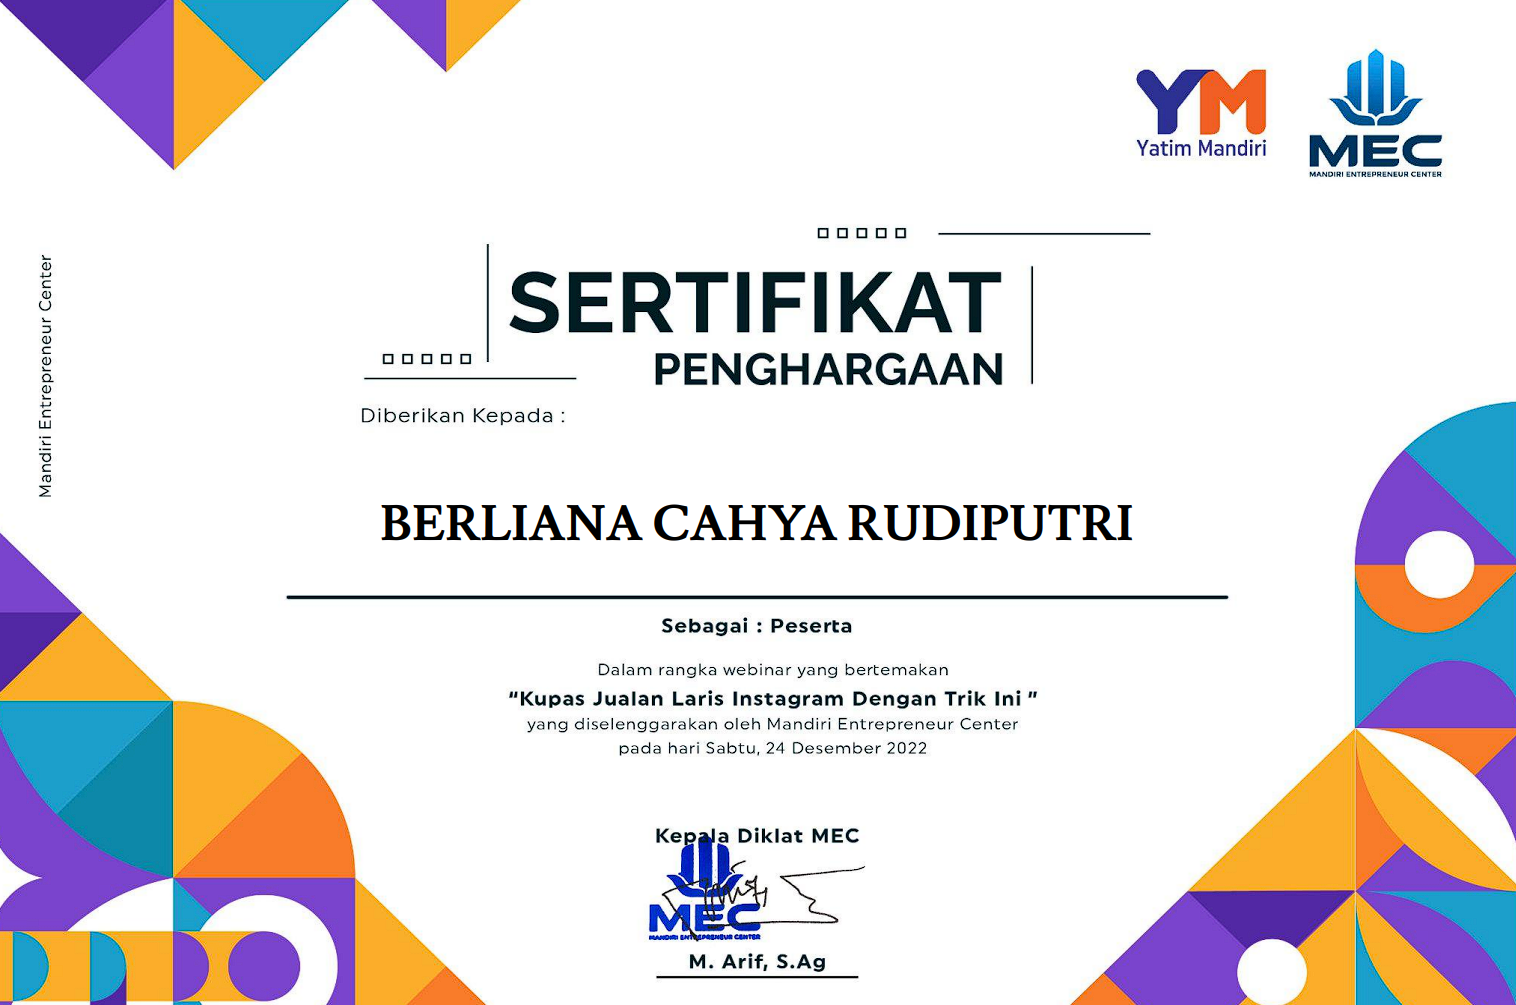 YM
Yatim Mandiri
MEC
MANDIRI ENTREPRENEUR CENTER
Mandiri Entrepreneur Center
SERTIFIKAT
PENGHARGAAN
Diberikan Kepada :
BERLIANA CAHYA RUDIPUTRI
Sebagai : Peserta
Dalam rangka webinar yang bertemakan
“Kupas Jualan Laris Instagram Dengan Trik Ini ”
yang diselenggarakan oleh Mandiri Entrepreneur Center
pada hari Sabtu, 24 Desember 2022
Kepala Diklat MEC
MEC
MANDIRI ENTREPRENEUR CENTER
M. Arif, S.Ag